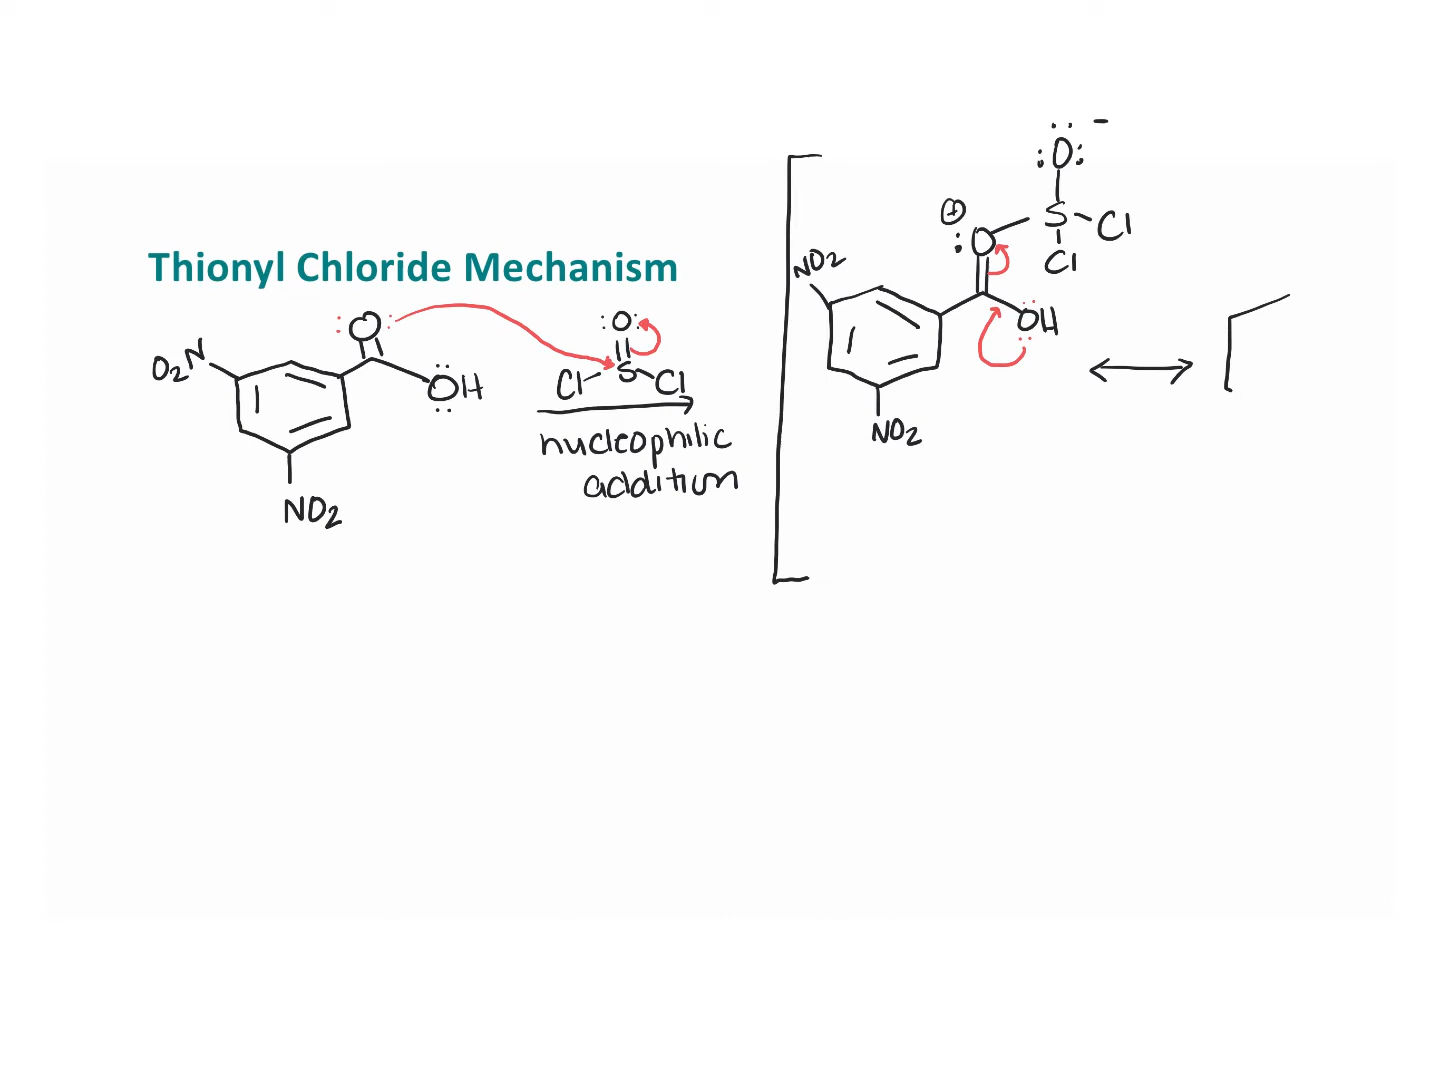 Thionyl Chloride Mechanism
O₂N
:O:
OH
NO₂
:O:
S
Cl
Cl
nucleophilic
addition
NO₂
⊕
:O
:O:
−
S
Cl
Cl
OH
NO₂